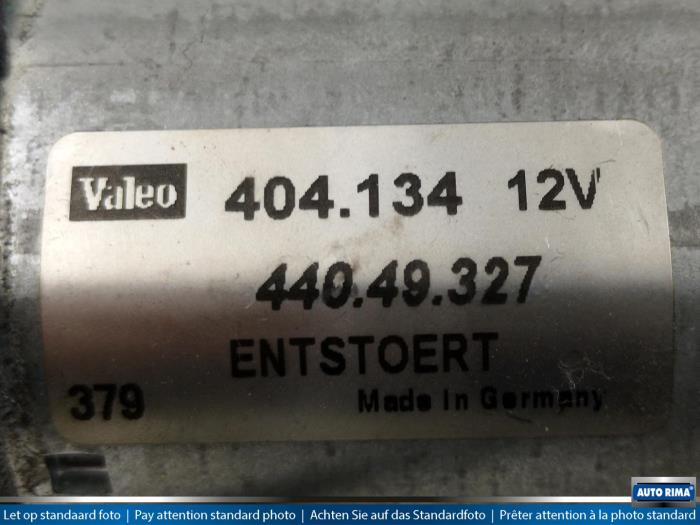 Valeo 404.134 12V
440.49.327
ENTSTOERT
379 Made In Germany
AUTO RIMA
Let op standaard foto | Pay attention standard photo | Achten Sie auf das Standardfoto | Prêter attention à la photo standard